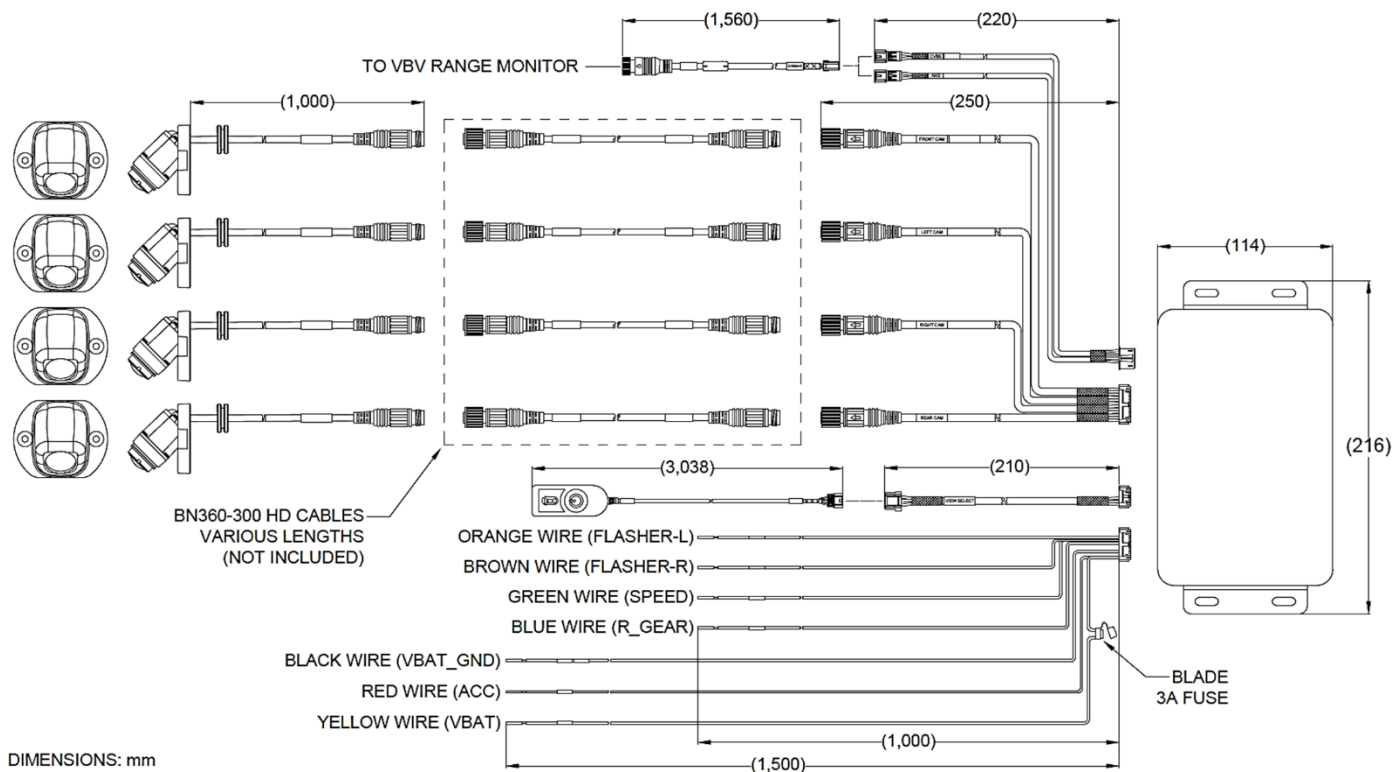 (1,560)
(220)
TO VBV RANGE MONITOR
CVBS
AHD
(1,000)
(250)
FRONT CAM
LEFT CAM
(114)
RIGHT CAM
REAR CAM
(216)
(3,038)
(210)
BN360-300 HD CABLES
VARIOUS LENGTHS
(NOT INCLUDED)
VIEW SELECT
ORANGE WIRE (FLASHER-L)
BROWN WIRE (FLASHER-R)
GREEN WIRE (SPEED)
BLUE WIRE (R_GEAR)
BLACK WIRE (VBAT_GND)
RED WIRE (ACC)
YELLOW WIRE (VBAT)
BLADE
3A FUSE
(1,000)
(1,500)
DIMENSIONS: mm